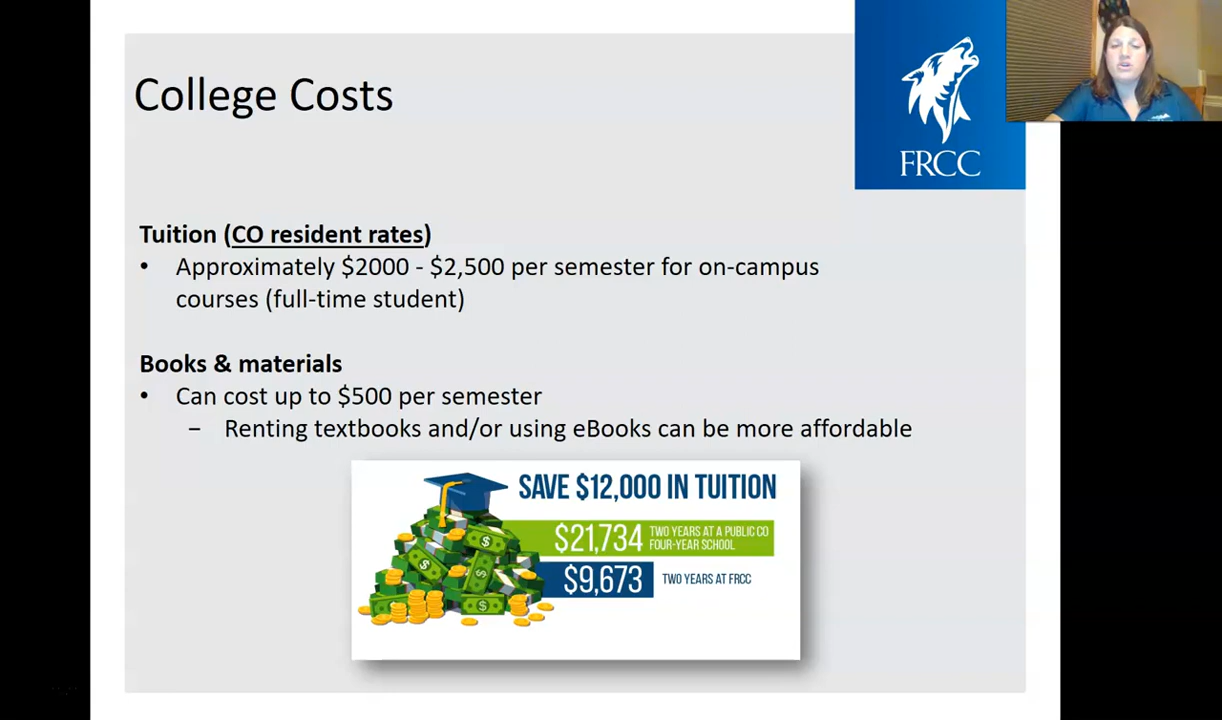 College Costs
FRCC
Tuition (CO resident rates)
• Approximately $2000 - $2,500 per semester for on-campus
courses (full-time student)
Books & materials
• Can cost up to $500 per semester
– Renting textbooks and/or using eBooks can be more affordable
SAVE $12,000 IN TUITION
$21,734 TWO YEARS AT A PUBLIC CO
FOUR-YEAR SCHOOL
$9,673 TWO YEARS AT FRCC